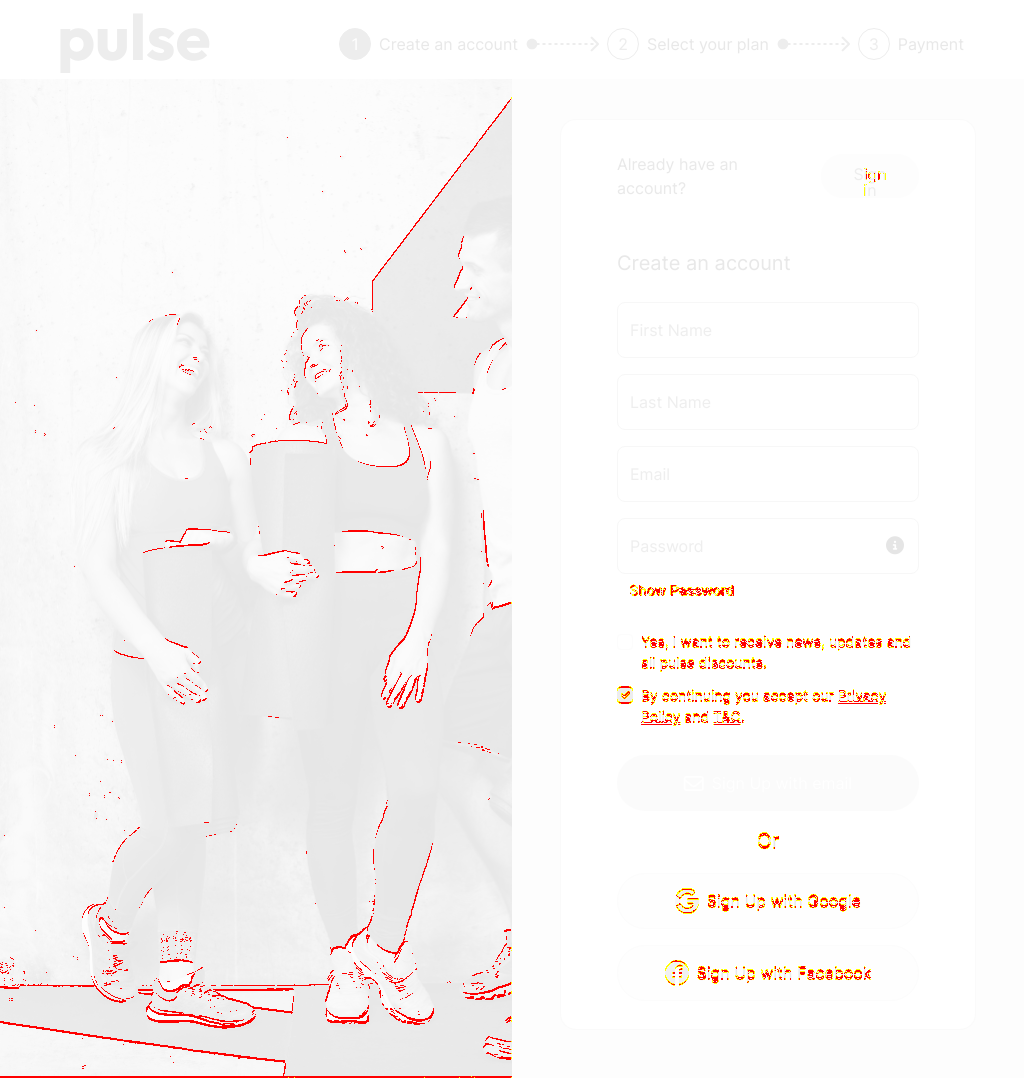 pulse
1 Create an account 2 Select your plan 3 Payment
Already have an
account?
Sign
in
Create an account
First Name
Last Name
Email
Password
Show Password
Yes, I want to receive news, updates and
all pulse discounts.
By continuing you accept our Privacy
Policy and T&C.
Sign Up with email
Or
Sign Up with Google
Sign Up with Facebook